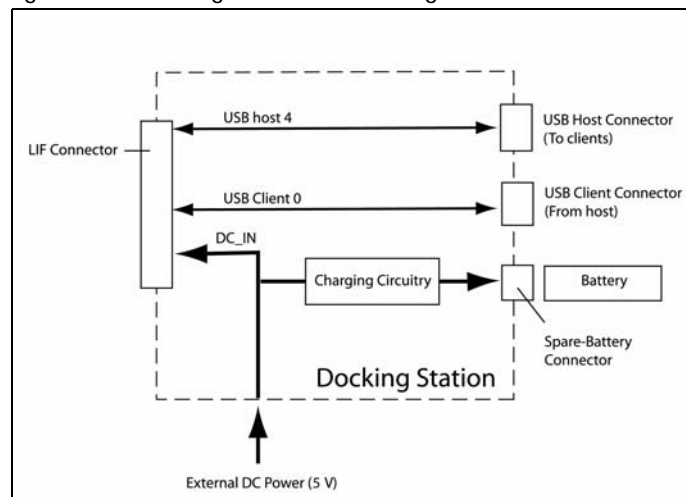 USB host 4
USB Host Connector
(To clients)
LIF Connector
USB Client 0
USB Client Connector
(From host)
DC_IN
Charging Circuitry
Battery
Spare-Battery
Connector
Docking Station
External DC Power (5 V)